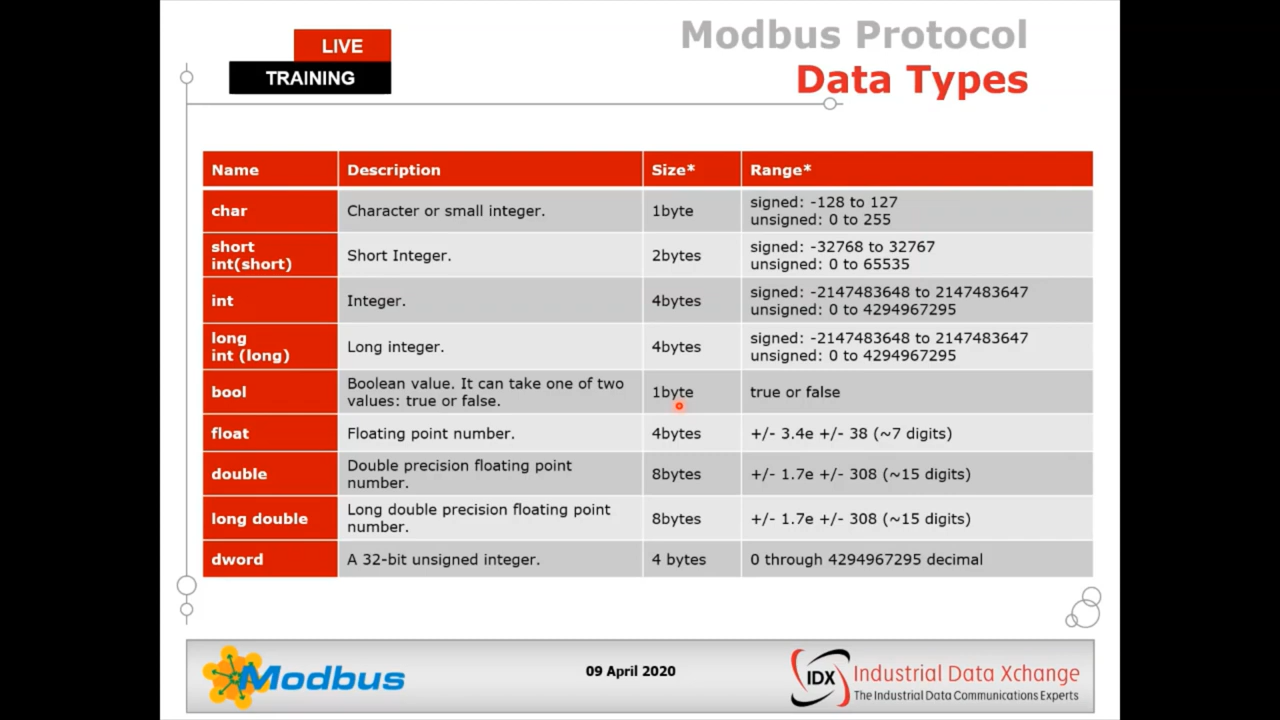 LIVE
TRAINING
Modbus Protocol
Data Types
Name Description Size* Range*
char Character or small integer. 1byte signed: -128 to 127
unsigned: 0 to 255
short
int(short) Short Integer. 2bytes signed: -32768 to 32767
unsigned: 0 to 65535
int Integer. 4bytes signed: -2147483648 to 2147483647
unsigned: 0 to 4294967295
long
int (long) Long integer. 4bytes signed: -2147483648 to 2147483647
unsigned: 0 to 4294967295
bool Boolean value. It can take one of two
values: true or false. 1byte true or false
float Floating point number. 4bytes +/- 3.4e +/- 38 (~7 digits)
double Double precision floating point
number. 8bytes +/- 1.7e +/- 308 (~15 digits)
long double Long double precision floating point
number. 8bytes +/- 1.7e +/- 308 (~15 digits)
dword A 32-bit unsigned integer. 4 bytes 0 through 4294967295 decimal
Modbus
09 April 2020
IDX Industrial Data Xchange
The Industrial Data Communications Experts